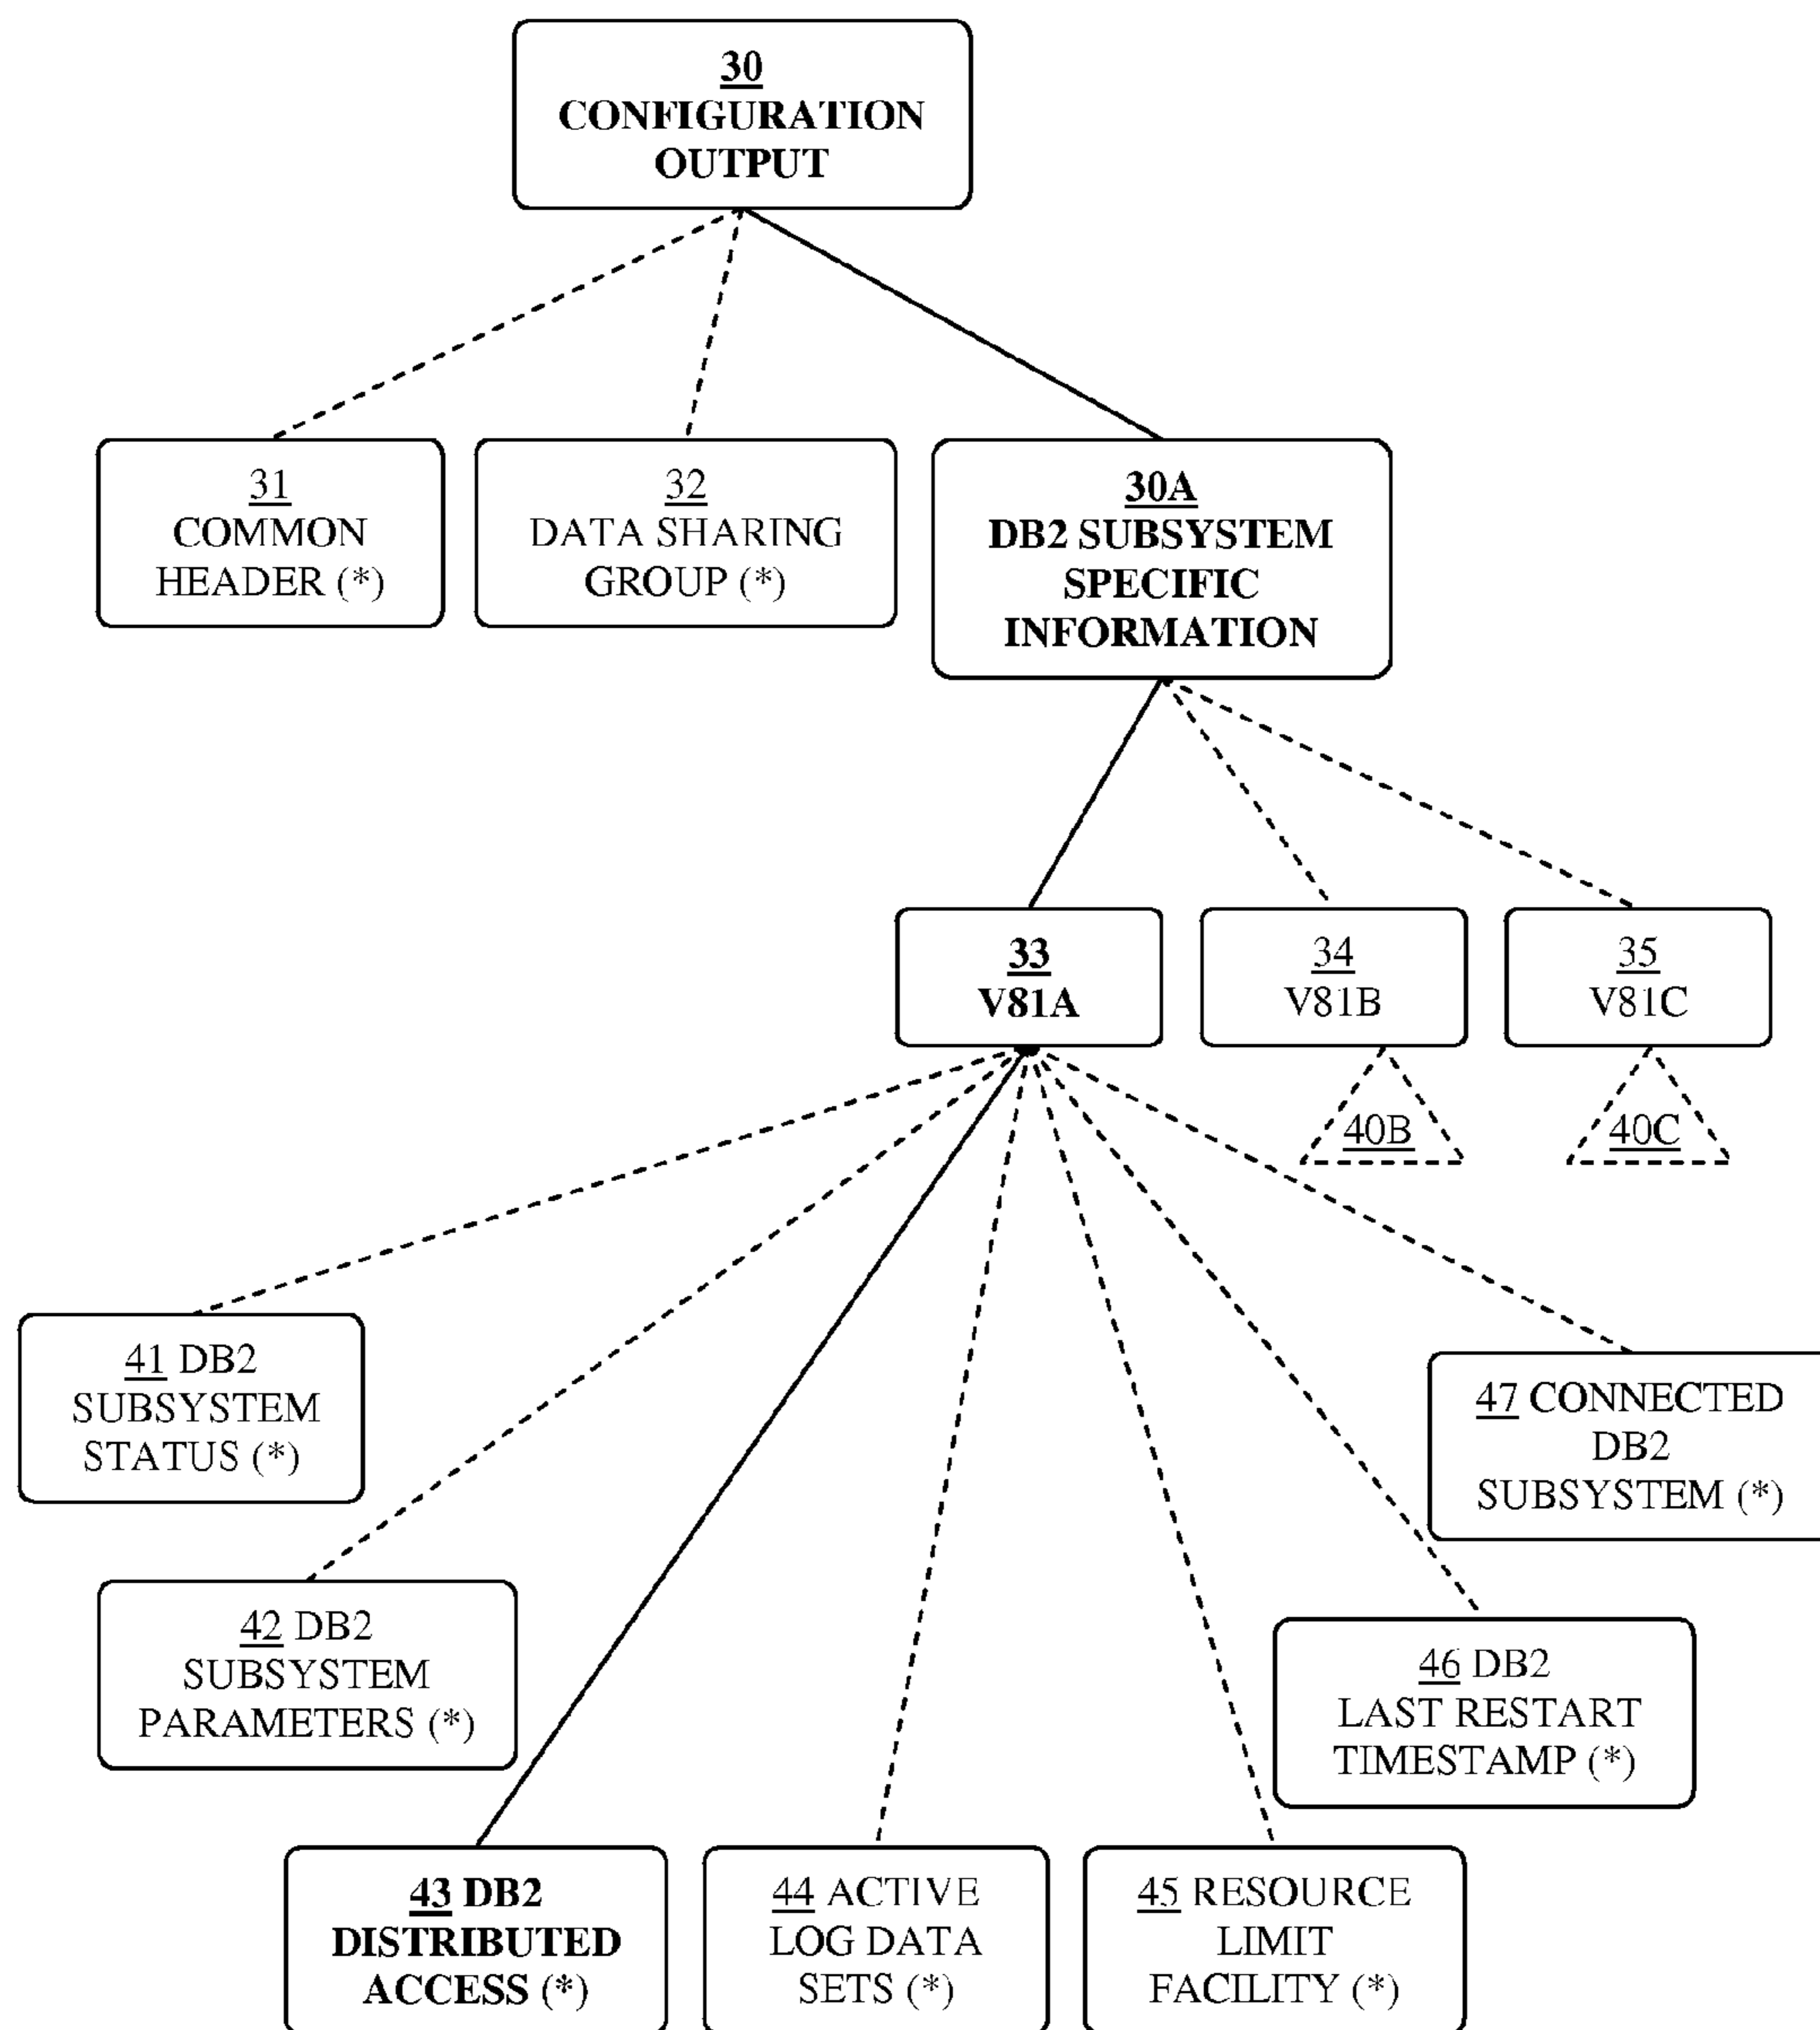 30
CONFIGURATION
OUTPUT
31
COMMON
HEADER (*)
32
DATA SHARING
GROUP (*)
30A
DB2 SUBSYSTEM
SPECIFIC
INFORMATION
33
V81A
34
V81B
35
V81C
40B
40C
41 DB2
SUBSYSTEM
STATUS (*)
47 CONNECTED
DB2
SUBSYSTEM (*)
42 DB2
SUBSYSTEM
PARAMETERS (*)
46 DB2
LAST RESTART
TIMESTAMP (*)
43 DB2
DISTRIBUTED
ACCESS (*)
44 ACTIVE
LOG DATA
SETS (*)
45 RESOURCE
LIMIT
FACILITY (*)